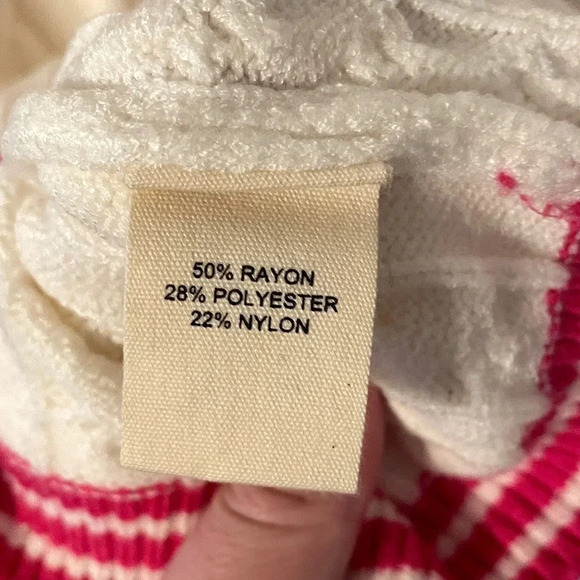 50% RAYON
28% POLYESTER
22% NYLON